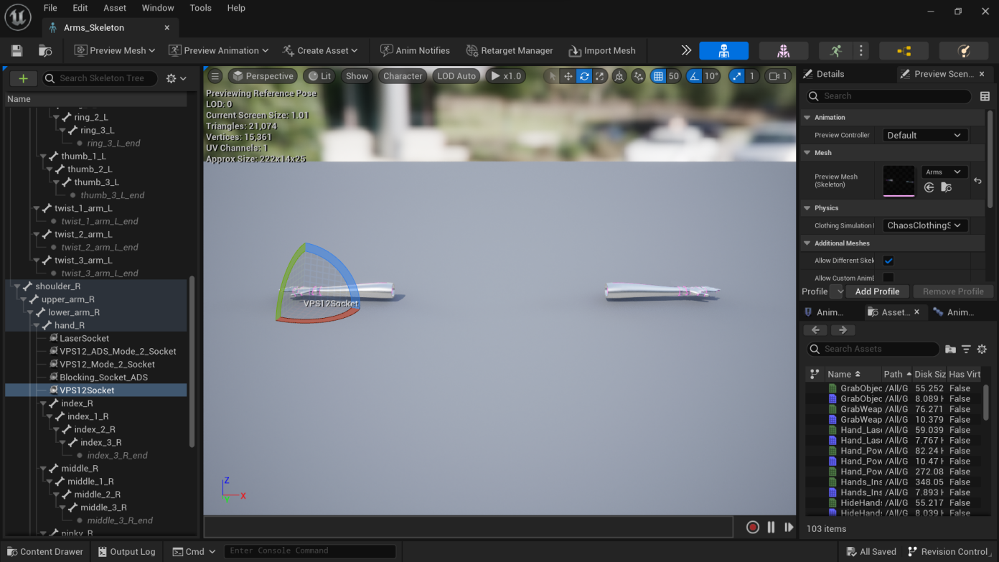 File Edit Asset Window Tools Help
Arms_Skeleton
Preview Mesh Preview Animation Create Asset Anim Notifies Retarget Manager Import Mesh
Search Skeleton Tree
Name
ring_2_L
ring_3_L
ring_3_L_end
thumb_1_L
thumb_2_L
thumb_3_L
thumb_3_L_end
twist_1_arm_L
twist_1_arm_L_end
twist_2_arm_L
twist_2_arm_L_end
twist_3_arm_L
twist_3_arm_L_end
shoulder_R
upper_arm_R
lower_arm_R
hand_R
LaserSocket
VPS12_ADS_Mode_2_Socket
VPS12_Mode_2_Socket
Blocking_Socket_ADS
VPS12Socket
index_R
index_1_R
index_2_R
index_3_R
index_3_R_end
middle_R
middle_1_R
middle_2_R
middle_3_R
middle_3_R_end
pinky_R
Perspective Lit Show Character LOD Auto x1.0 50 10° 1 1
Previewing Reference Pose
LOD: 0
Current Screen Size: 1.01
Triangles: 21,074
Vertices: 15,361
UV Channels: 1
Approx Size: 222x14x25
VPS12Socket
Z
X
Y
Details Preview Scen...
Search
Animation
Preview Controller Default
Mesh
Preview Mesh
(Skeleton)
Arms
Physics
Clothing Simulation ChaosClothingS
Additional Meshes
Allow Different Skel
Allow Custom AnimB
Profile Add Profile Remove Profile
Anim... Asset... Anim...
Search Assets
Name Path Disk Siz Has Virt
GrabObjec /All/G 55.252 False
GrabObjec /All/G 8.089 False
GrabWeap /All/G 76.271 False
GrabWeap /All/G 10.379 False
Hand_Las /All/G 59.039 False
Hand_Las /All/G 7.767 False
Hand_Pow /All/G 82.24 False
Hand_Pow /All/G 10.47 False
Hand_Pow /All/G 272.08 False
Hands_Ins /All/G 348.05 False
Hands_Ins /All/G 7.893 False
HideHands /All/G 55.217 False
HideHands /All/G 8.039 False
103 items
Content Drawer Output Log Cmd Enter Console Command All Saved Revision Control